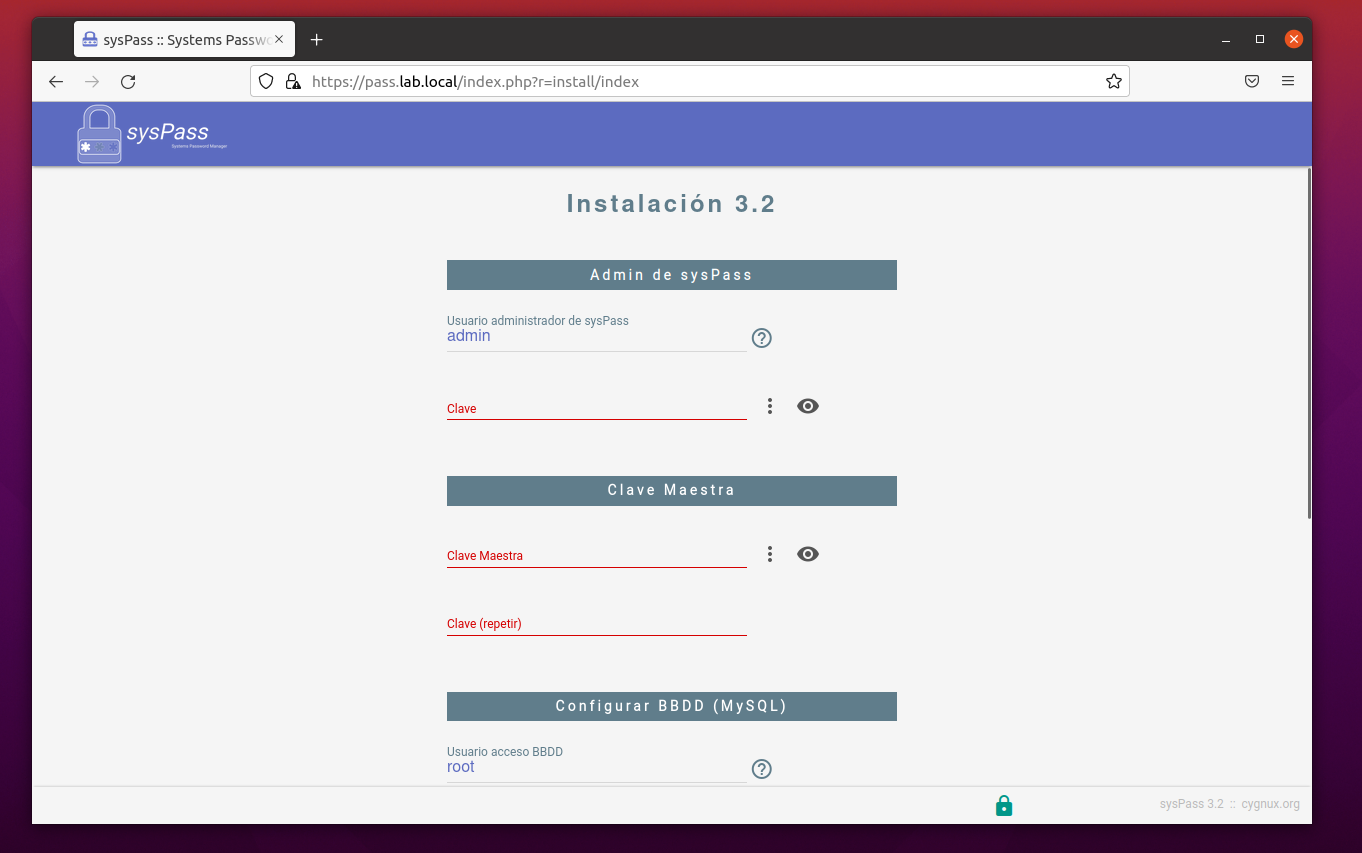 sysPass :: Systems Passwo
https://pass.lab.local/index.php?r=install/index
sysPass
Systems Password Manager
Instalación 3.2
Admin de sysPass
Usuario administrador de sysPass
admin
Clave
Clave Maestra
Clave Maestra
Clave (repetir)
Configurar BBDD (MySQL)
Usuario acceso BBDD
root
sysPass 3.2 :: cygnux.org